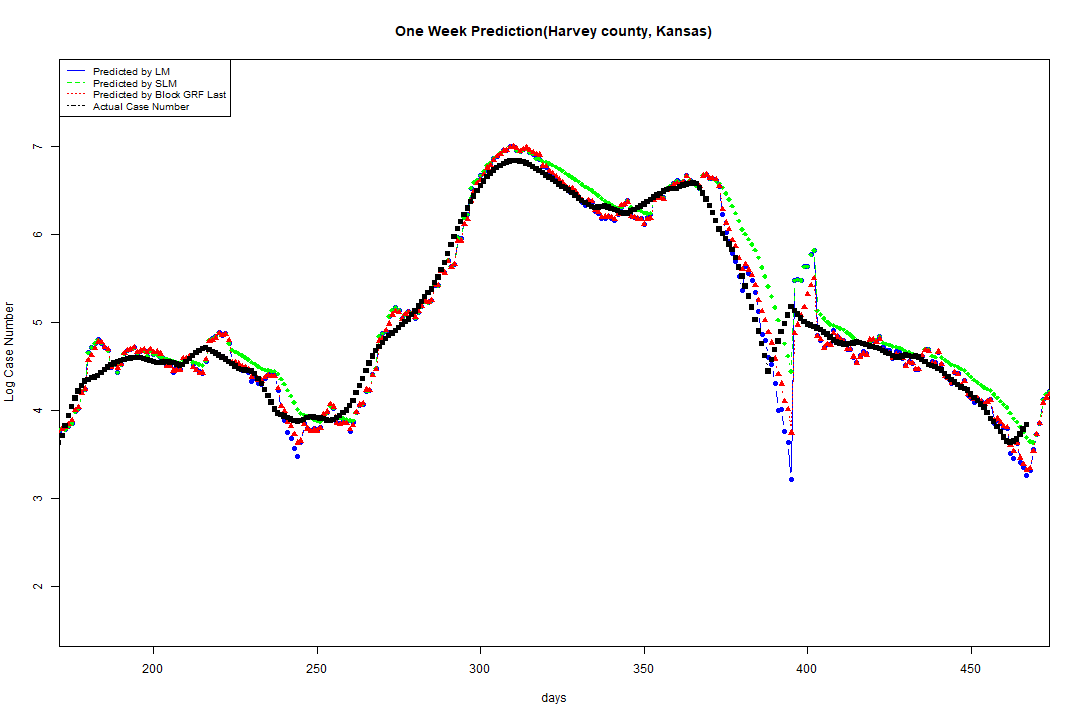 One Week Prediction(Harvey county, Kansas)
Predicted by LM
Predicted by SLM
Predicted by Block GRF Last
Actual Case Number
7
6
5
4
3
2
Log Case Number
200 250 300 350 400 450
days